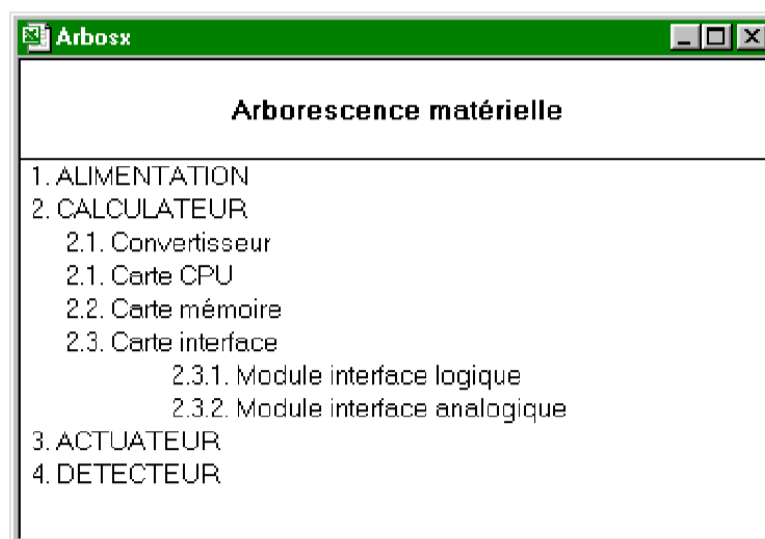 Arbosx
Arborescence matérielle
1. ALIMENTATION
2. CALCULATEUR
2.1. Convertisseur
2.1. Carte CPU
2.2. Carte mémoire
2.3. Carte interface
2.3.1. Module interface logique
2.3.2. Module interface analogique
3. ACTUATEUR
4. DETECTEUR